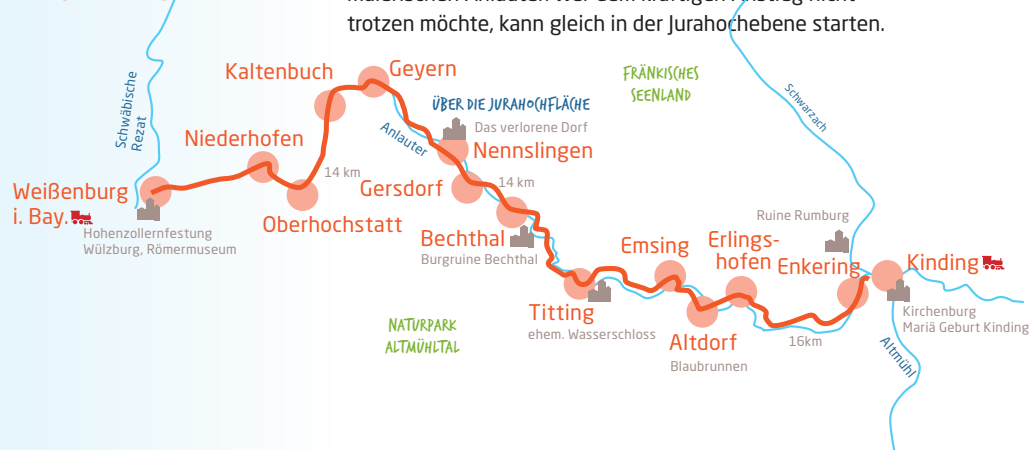 trotzen möchte, kann gleich in der Jurahochebene starten.
Kaltenbuch
Geyern
FRÄNKISCHES
SEENLAND
ÜBER DIE JURAHOCHFLÄCHE
Schwäbische
Rezat
Schwarzach
Das verlorene Dorf
Anlauter
Niederhofen
Nennslingen
14 km
Gersdorf
14 km
Weißenburg
i. Bay.
Hohenzollernfestung
Wülzburg, Römermuseum
Oberhochstatt
Bechthal
Burgruine Bechthal
Ruine Rumburg
Emsing
Erlings-
hofen
Enkering
Kinding
Titting
ehem. Wasserschloss
Kirchenburg
Mariä Geburt Kinding
NATURPARK
ALTMÜHLTAL
Altdorf
Blaubrunnen
16km
Altmühl